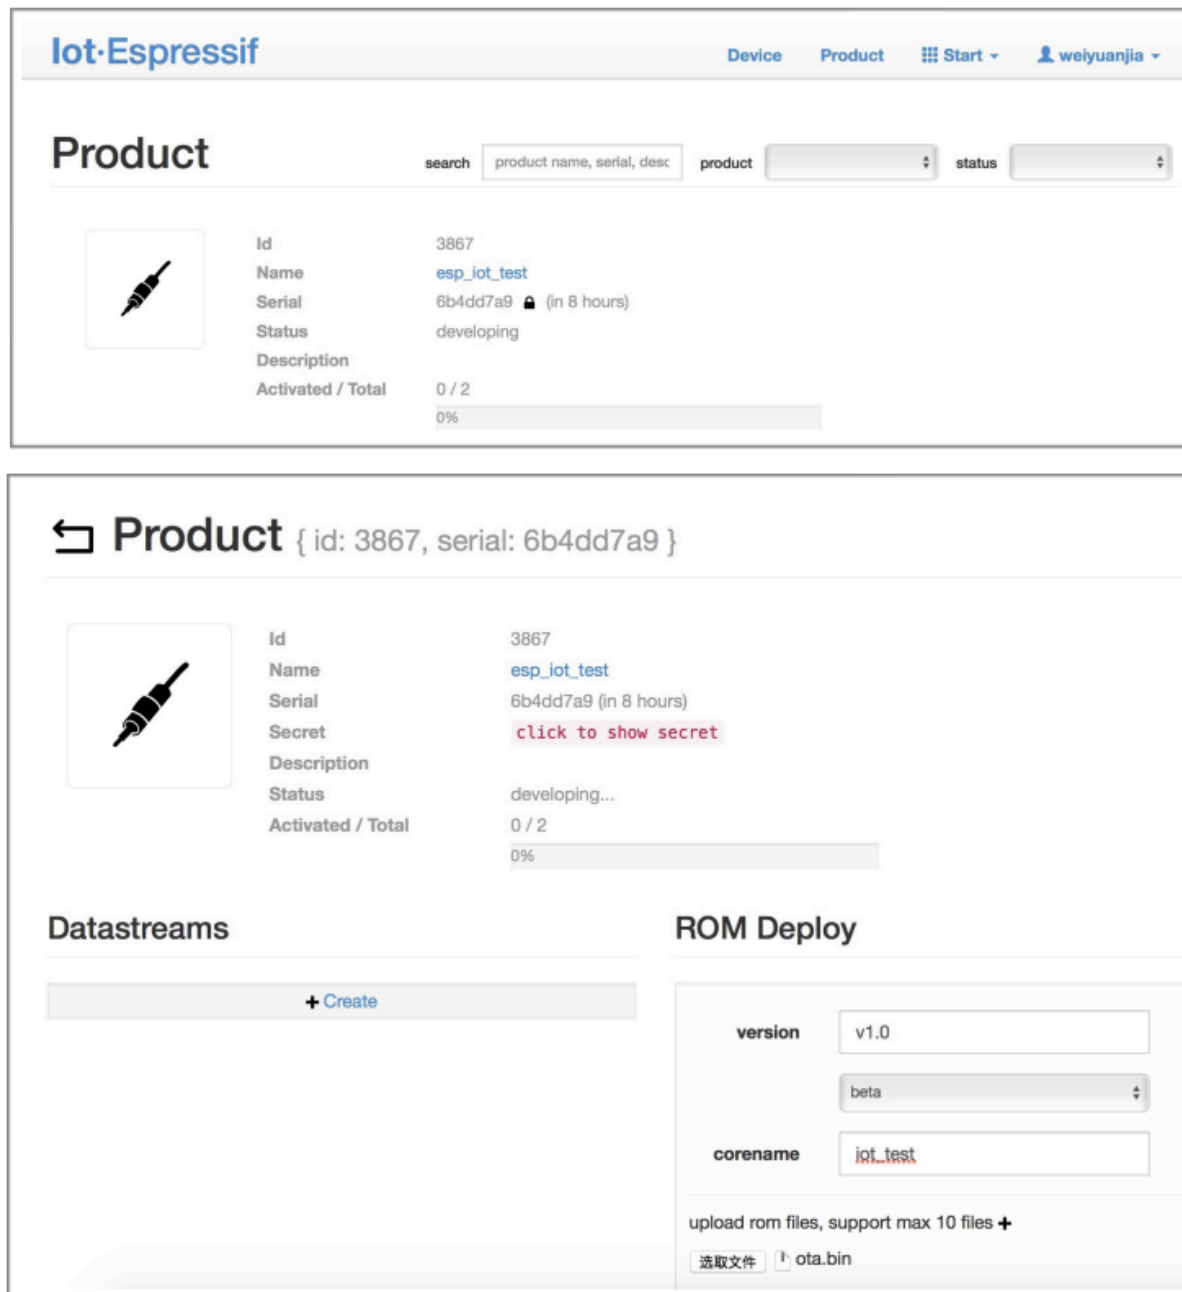 Iot·Espressif Device Product Start weiyuanjia
Product search product name, serial, desc product status
Id 3867
Name esp_iot_test
Serial 6b4dd7a9 (in 8 hours)
Status developing
Description
Activated / Total 0 / 2
0%
Product { id: 3867, serial: 6b4dd7a9 }
Id 3867
Name esp_iot_test
Serial 6b4dd7a9 (in 8 hours)
Secret click to show secret
Description
Status developing...
Activated / Total 0 / 2
0%
Datastreams ROM Deploy
+ Create
version v1.0
beta
corename iot_test
upload rom files, support max 10 files +
选取文件 ota.bin